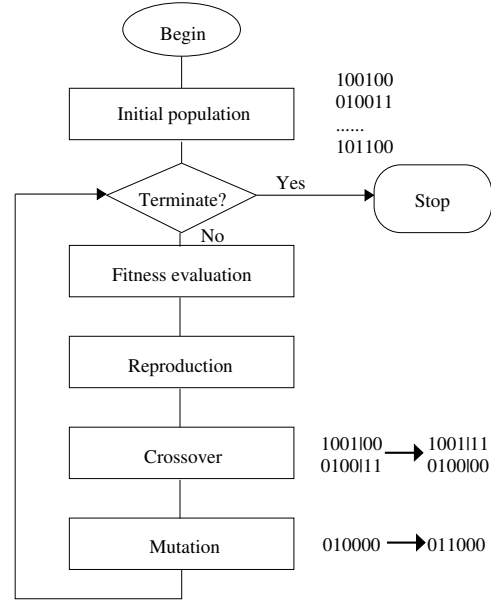 Begin
Initial population
100100
010011
......
101100
Terminate?
Yes
Stop
No
Fitness evaluation
Reproduction
Crossover
1001|00 1001|11
0100|11 0100|00
Mutation
010000 011000